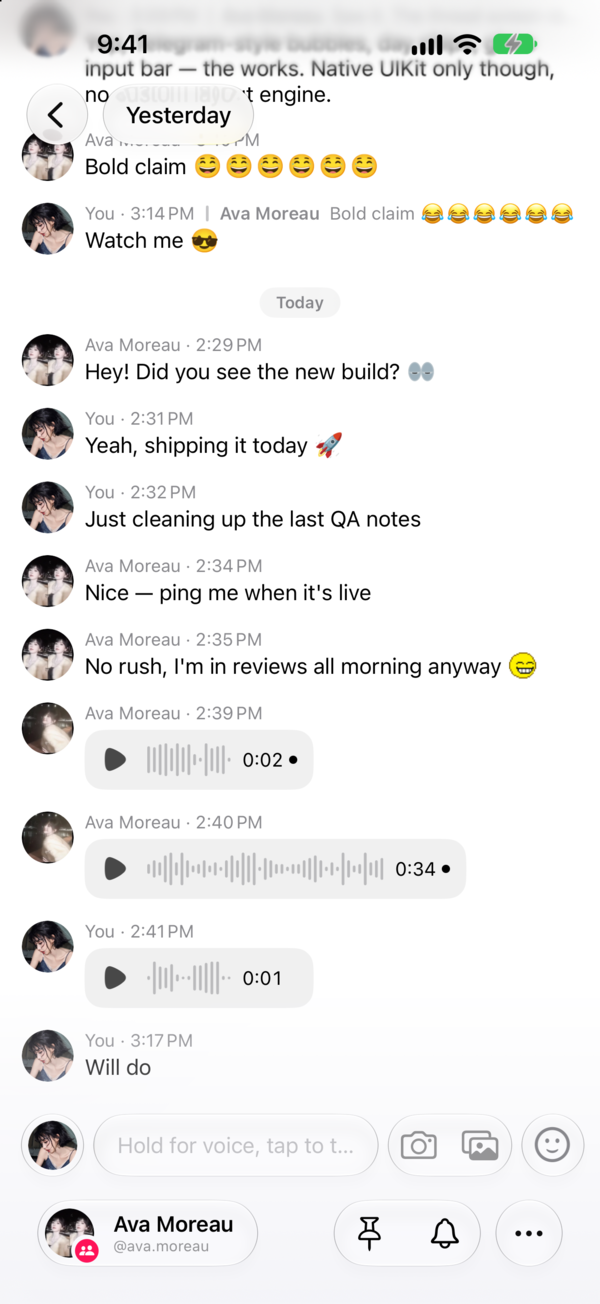 9:41
input bar — the works. Native UIKit only though,
no t engine.
Yesterday
Ava Moreau PM
Bold claim 😄😄😄😄😄😄
You · 3:14 PM | Ava Moreau Bold claim 😂😂😂😂😂😂
Watch me 😎
Today
Ava Moreau · 2:29 PM
Hey! Did you see the new build? 👀
You · 2:31 PM
Yeah, shipping it today 🚀
You · 2:32 PM
Just cleaning up the last QA notes
Ava Moreau · 2:34 PM
Nice — ping me when it's live
Ava Moreau · 2:35 PM
No rush, I'm in reviews all morning anyway 😁
Ava Moreau · 2:39 PM
0:02
Ava Moreau · 2:40 PM
0:34
You · 2:41 PM
0:01
You · 3:17 PM
Will do
Hold for voice, tap to t...
Ava Moreau
@ava.moreau